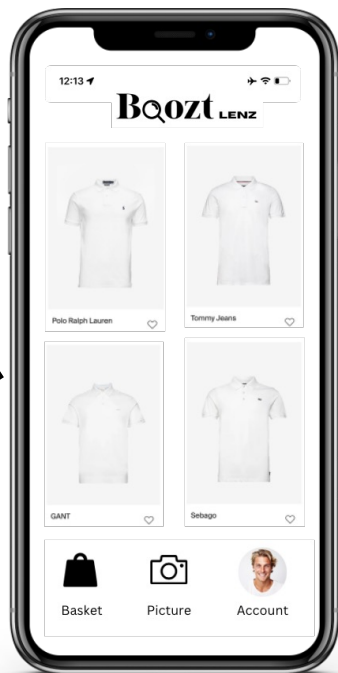 12:13
Boozt LENZ
Polo Ralph Lauren
Tommy Jeans
GANT
Sebago
Basket
Picture
Account